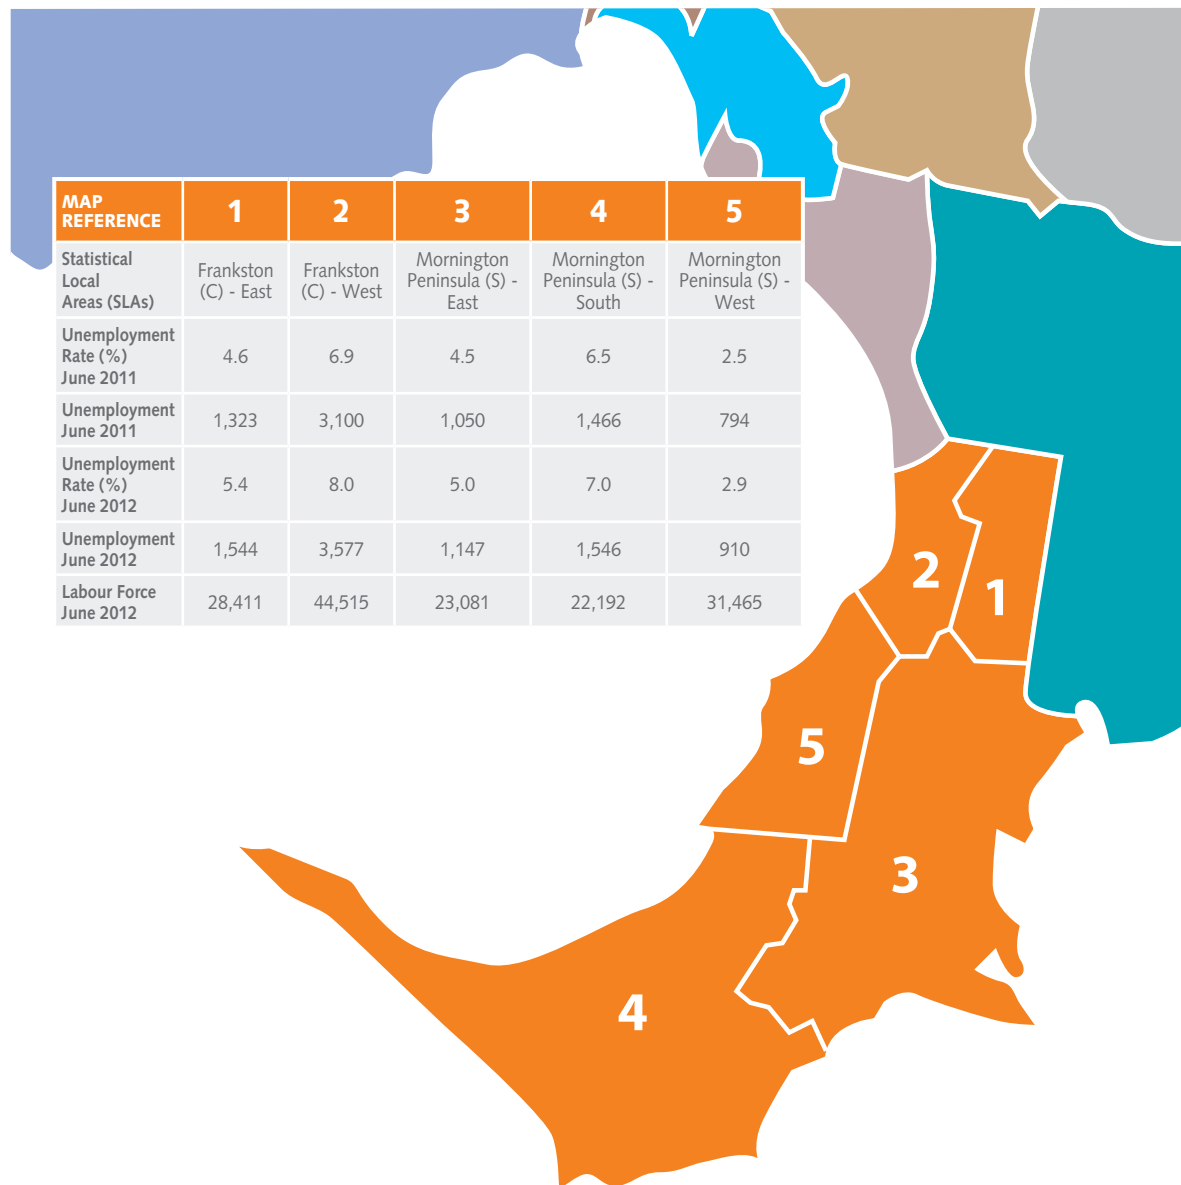 MAP
REFERENCE
1
2
3
4
5
Statistical
Local
Areas (SLAs)
Frankston
(C) - East
Frankston
(C) - West
Mornington
Peninsula (S) -
East
Mornington
Peninsula (S) -
South
Mornington
Peninsula (S) -
West
Unemployment
Rate (%)
June 2011
4.6
6.9
4.5
6.5
2.5
Unemployment
June 2011
1,323
3,100
1,050
1,466
794
Unemployment
Rate (%)
June 2012
5.4
8.0
5.0
7.0
2.9
Unemployment
June 2012
1,544
3,577
1,147
1,546
910
Labour Force
June 2012
28,411
44,515
23,081
22,192
31,465
2
1
5
3
4